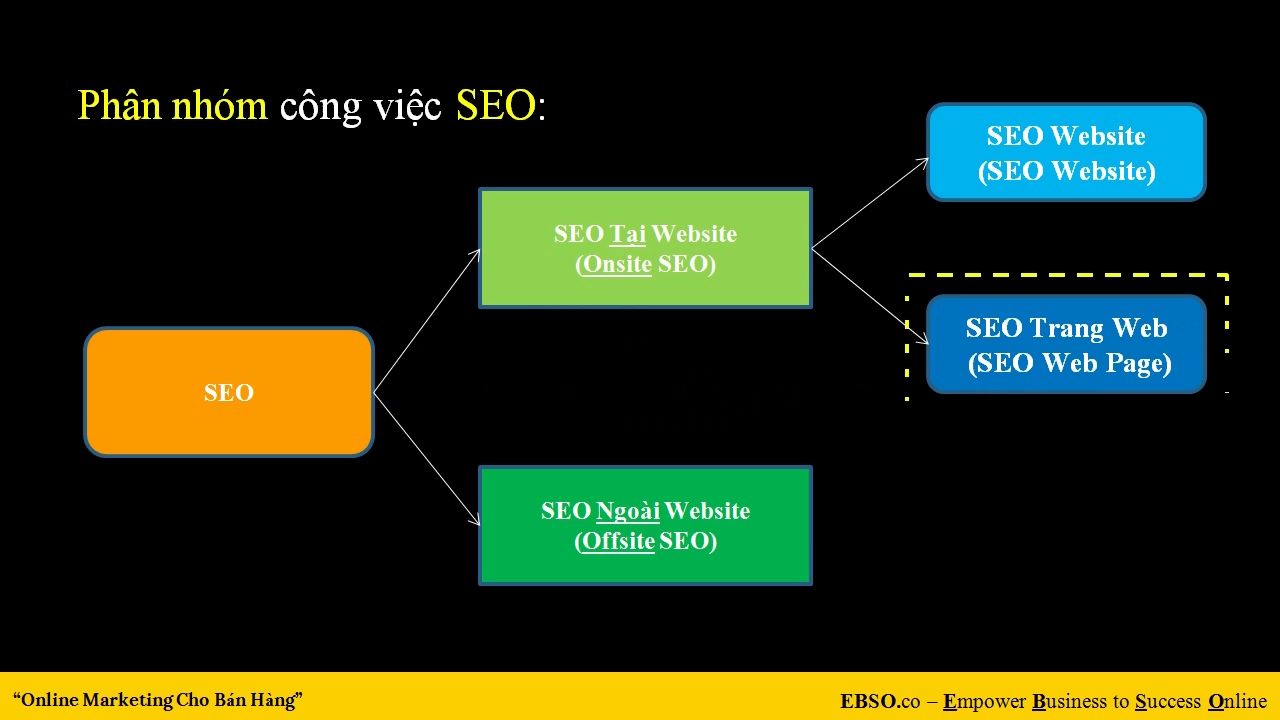 Phân nhóm công việc SEO:
SEO Website
(SEO Website)
SEO Tại Website
(Onsite SEO)
SEO Trang Web
(SEO Web Page)
SEO
SEO Ngoài Website
(Offsite SEO)
“Online Marketing Cho Bán Hàng”
EBSO.co – Empower Business to Success Online